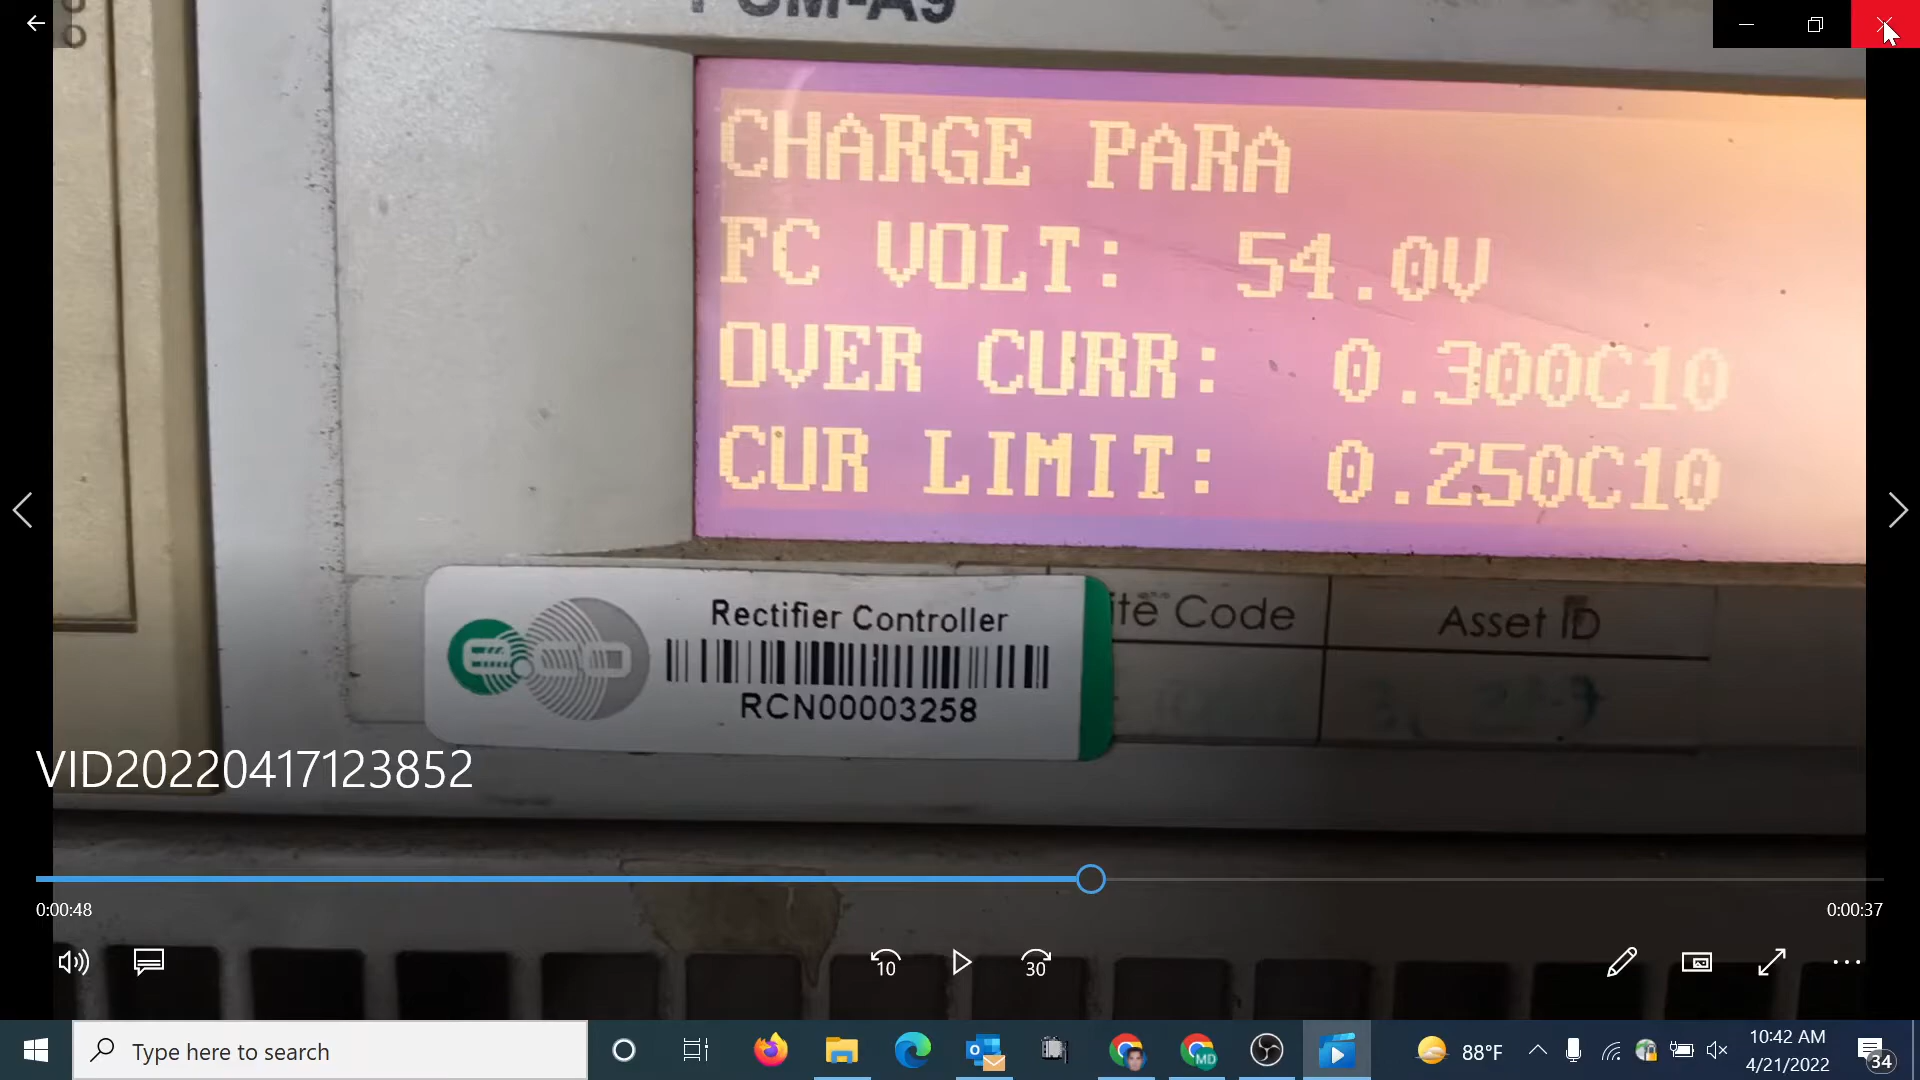 CHARGE PARA
FC VOLT: 54.0V
OVER CURR: 0.300C10
CUR LIMIT: 0.250C10
Rectifier Controller
RCN00003258
ite Code
Asset ID
VID20220417123852
0:00:48
0:00:37
10
30
Type here to search
MD
88°F
10:42 AM
4/21/2022
34